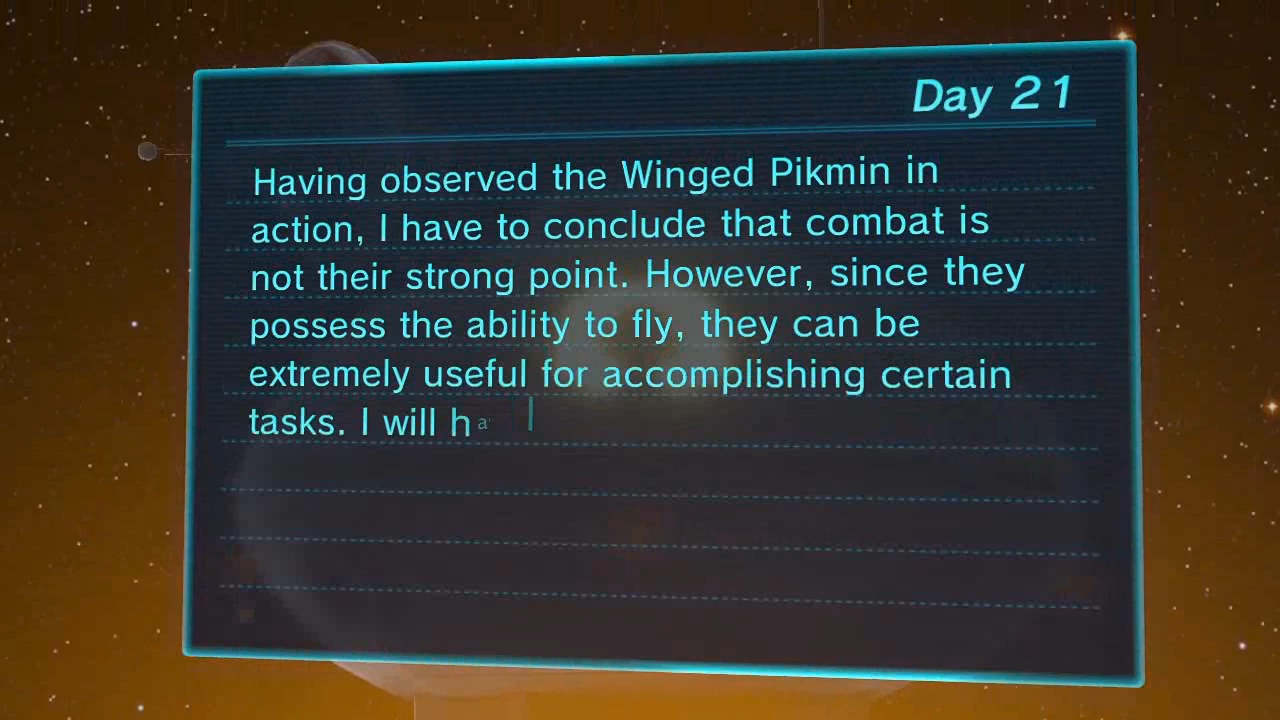 Day 21
Having observed the Winged Pikmin in
action, I have to conclude that combat is
not their strong point. However, since they
possess the ability to fly, they can be
extremely useful for accomplishing certain
tasks. I will ha